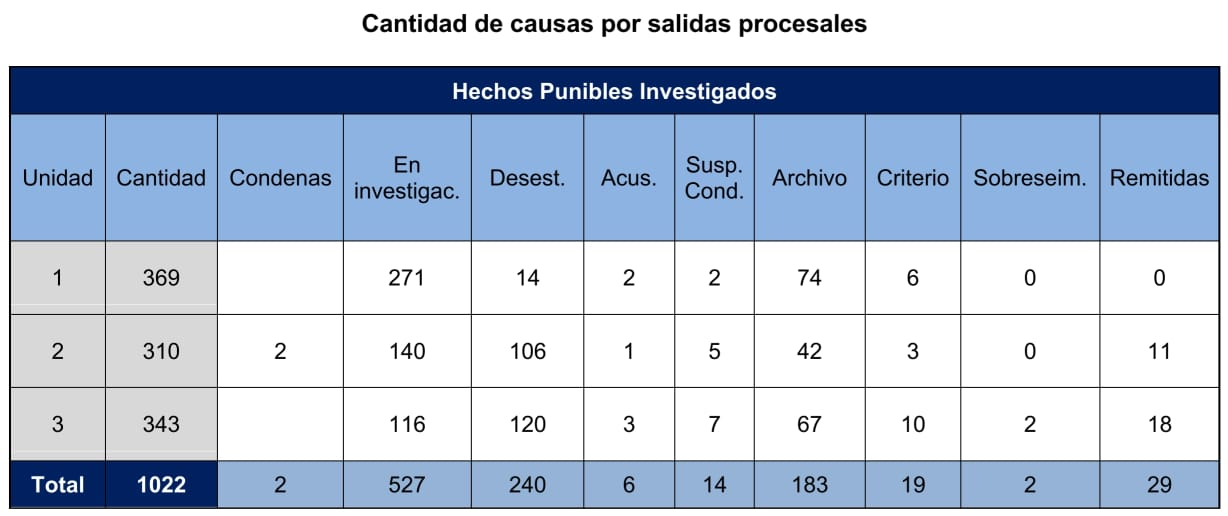 Cantidad de causas por salidas procesales
Hechos Punibles Investigados
Unidad Cantidad Condenas En investigac. Desest. Acus. Susp. Cond. Archivo Criterio Sobreseim. Remitidas
1 369 271 14 2 2 74 6 0 0
2 310 2 140 106 1 5 42 3 0 11
3 343 116 120 3 7 67 10 2 18
Total 1022 2 527 240 6 14 183 19 2 29